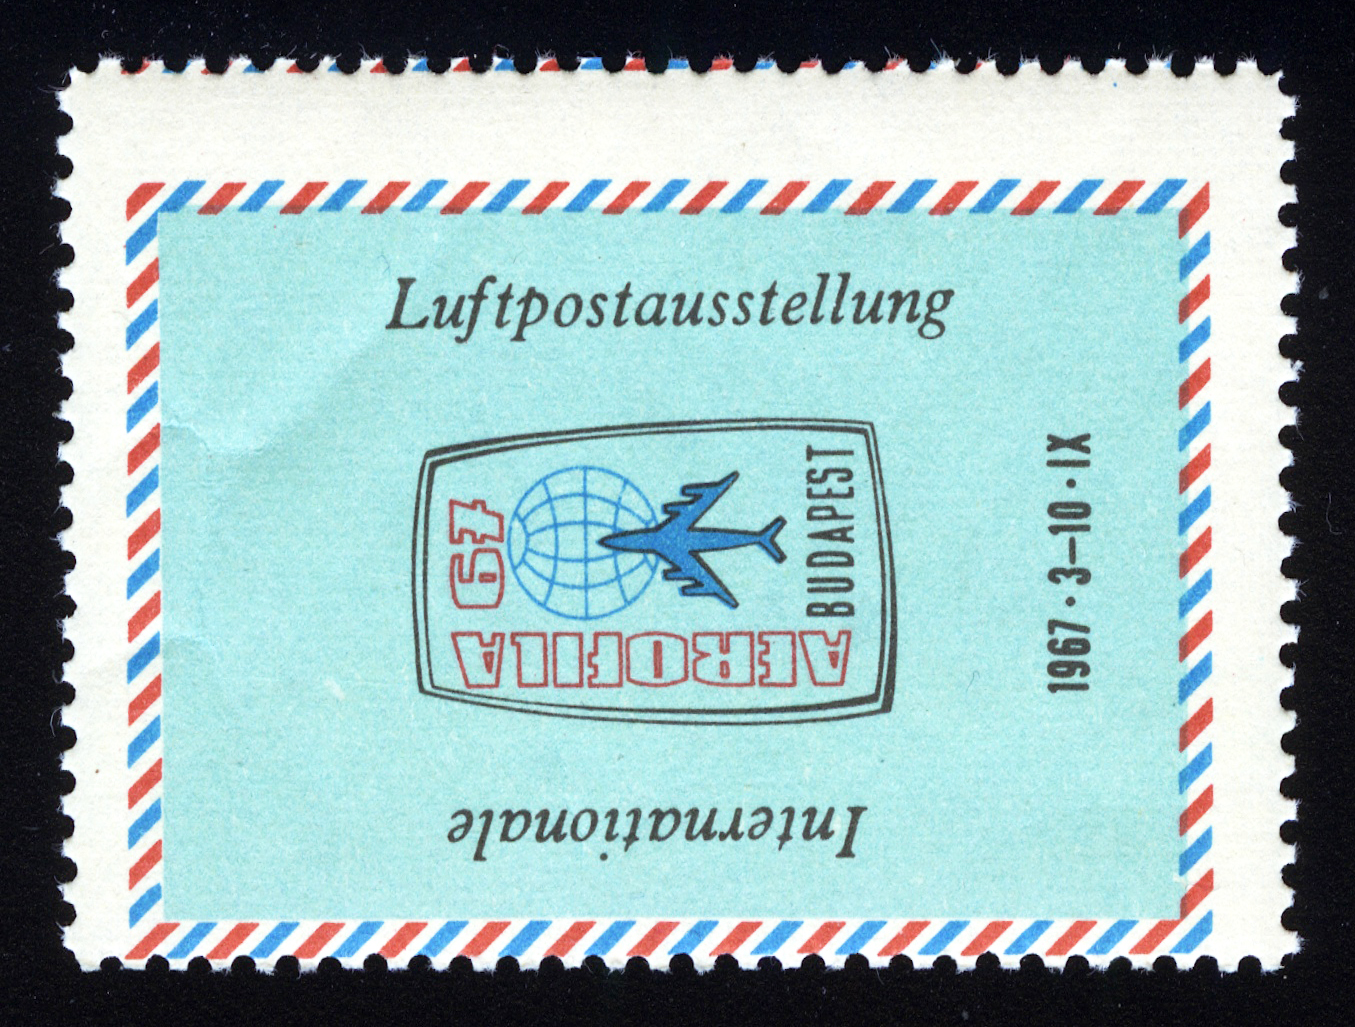 Internationale
Luftpostausstellung
AEROFILA
67
BUDAPEST
1967·3–10·IX